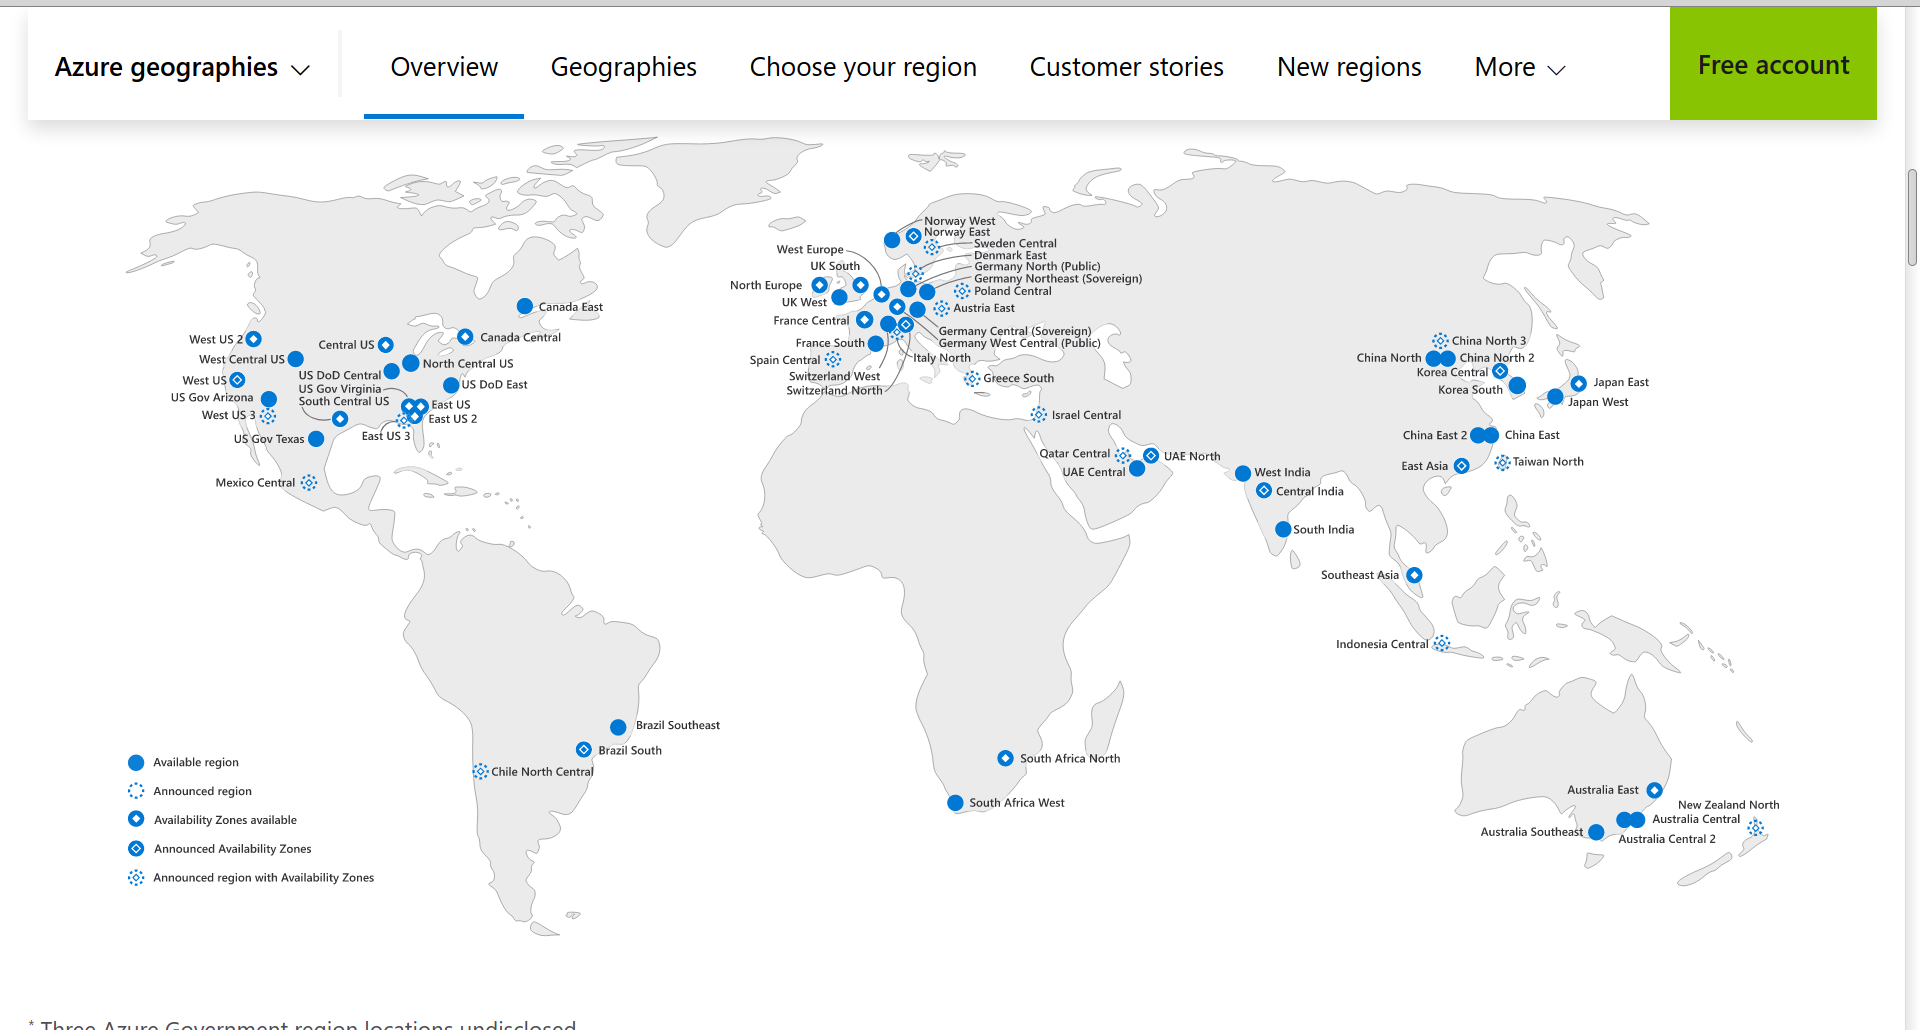 Azure geographies
Overview
Geographies
Choose your region
Customer stories
New regions
More
Free account
Norway West
Norway East
West Europe
Sweden Central
Denmark East
UK South
Germany North (Public)
Germany Northeast (Sovereign)
North Europe
Poland Central
UK West
Austria East
France Central
Germany Central (Sovereign)
Germany West Central (Public)
France South
Italy North
Spain Central
Switzerland West
Switzerland North
Greece South
Canada East
West US 2
Canada Central
Central US
West Central US
North Central US
US DoD Central
West US
US DoD East
US Gov Virginia
US Gov Arizona
South Central US
East US
West US 3
East US 2
East US 3
US Gov Texas
Mexico Central
Israel Central
Qatar Central
UAE North
UAE Central
West India
Central India
South India
China North 3
China North
China North 2
Korea Central
Korea South
Japan East
Japan West
China East 2
China East
East Asia
Taiwan North
Southeast Asia
Indonesia Central
Brazil Southeast
Brazil South
Chile North Central
South Africa North
South Africa West
Australia East
New Zealand North
Australia Central
Australia Southeast
Australia Central 2
Available region
Announced region
Availability Zones available
Announced Availability Zones
Announced region with Availability Zones
* Three Azure Government region locations undisclosed